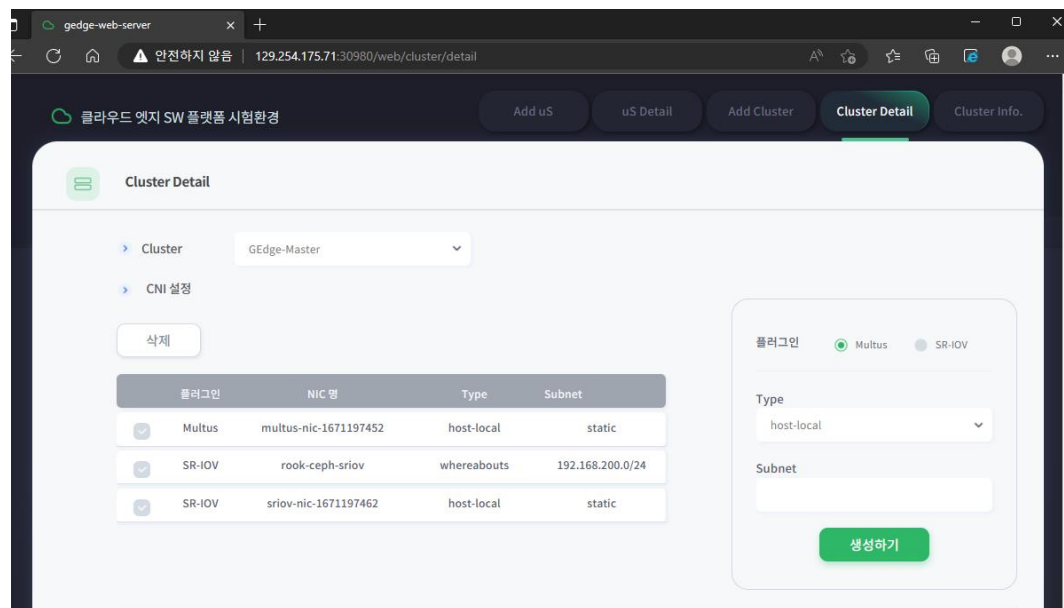 gedge-web-server
안전하지 않음 129.254.175.71:30980/web/cluster/detail
클라우드 엣지 SW 플랫폼 시험환경
Add uS uS Detail Add Cluster Cluster Detail Cluster Info.
Cluster Detail
Cluster GEdge-Master
CNI 설정
삭제
플러그인 NIC 명 Type Subnet
Multus multus-nic-1671197452 host-local static
SR-IOV rook-ceph-sriov whereabouts 192.168.200.0/24
SR-IOV sriov-nic-1671197462 host-local static
플러그인 Multus SR-IOV
Type
host-local
Subnet
생성하기